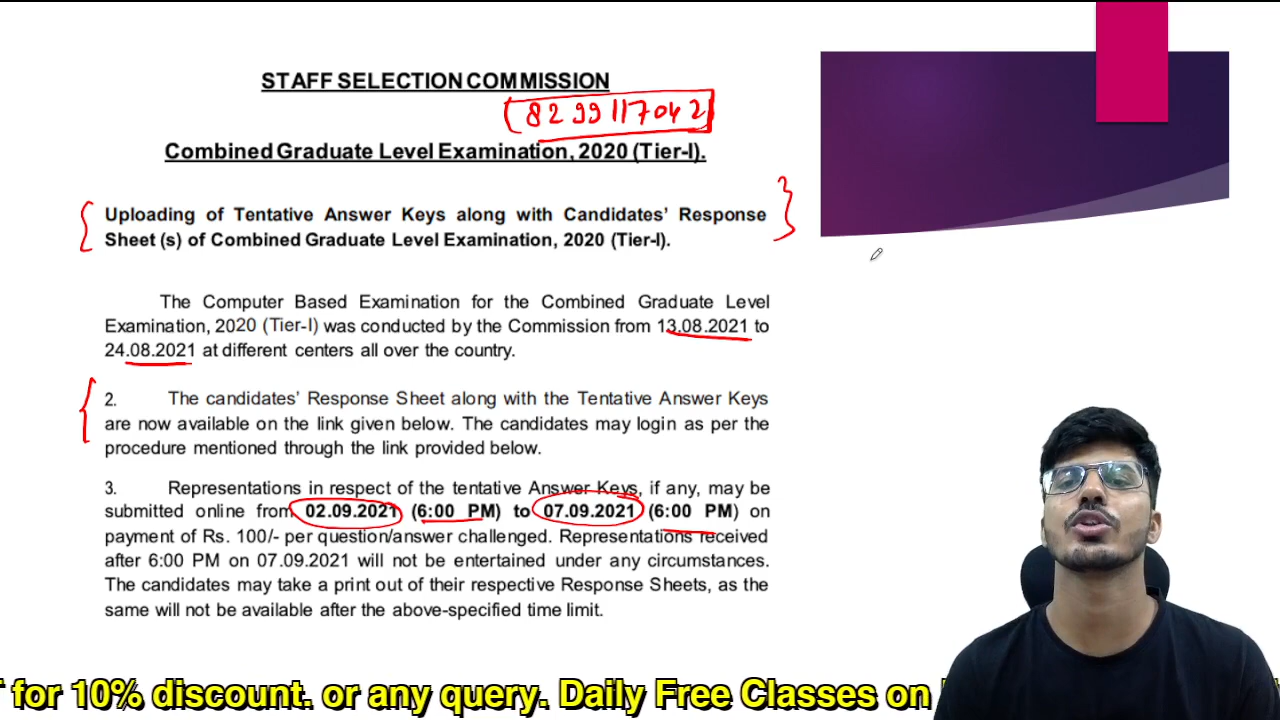 STAFF SELECTION COMMISSION
8299117042
Combined Graduate Level Examination, 2020 (Tier-I).
Uploading of Tentative Answer Keys along with Candidates' Response
Sheet (s) of Combined Graduate Level Examination, 2020 (Tier-I).
The Computer Based Examination for the Combined Graduate Level
Examination, 2020 (Tier-I) was conducted by the Commission from 13.08.2021 to
24.08.2021 at different centers all over the country.
2. The candidates' Response Sheet along with the Tentative Answer Keys
are now available on the link given below. The candidates may login as per the
procedure mentioned through the link provided below.
3. Representations in respect of the tentative Answer Keys, if any, may be
submitted online from 02.09.2021 (6:00 PM) to 07.09.2021 (6:00 PM) on
payment of Rs. 100/- per question/answer challenged. Representations received
after 6:00 PM on 07.09.2021 will not be entertained under any circumstances.
The candidates may take a print out of their respective Response Sheets, as the
same will not be available after the above-specified time limit.
for 10% discount. or any query. Daily Free Classes on